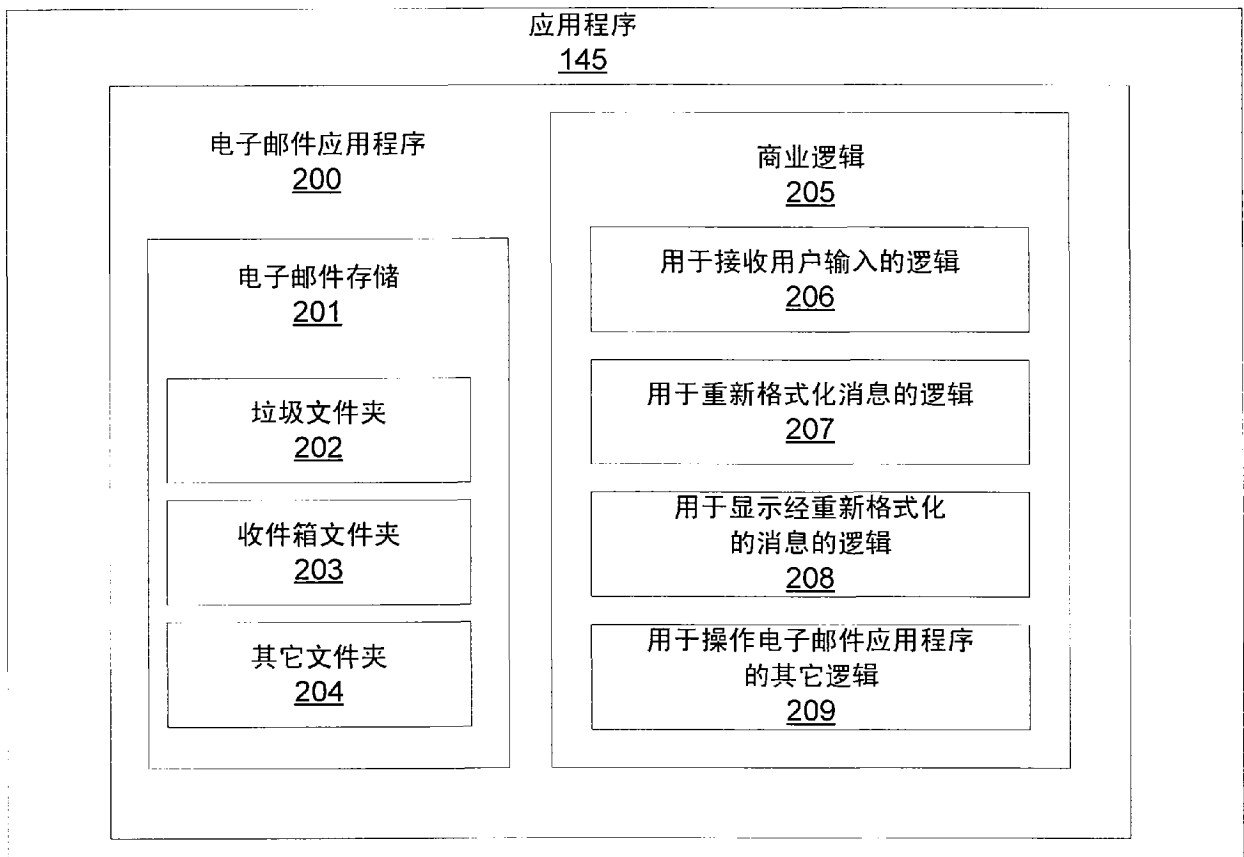 应用程序
145
电子邮件应用程序
200
电子邮件存储
201
垃圾文件夹
202
收件箱文件夹
203
其它文件夹
204
商业逻辑
205
用于接收用户输入的逻辑
206
用于重新格式化消息的逻辑
207
用于显示经重新格式化
的消息的逻辑
208
用于操作电子邮件应用程序
的其它逻辑
209